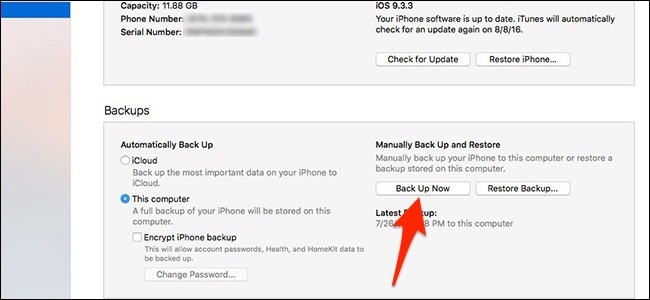 Capacity: 11.88 GB
Phone Number:
Serial Number:
iOS 9.3.3
Your iPhone software is up to date. iTunes will automatically
check for an update again on 8/8/16.
Check for Update
Restore iPhone...
Backups
Automatically Back Up
iCloud
Back up the most important data on your iPhone to
iCloud.
This computer
A full backup of your iPhone will be stored on this
computer.
Encrypt iPhone backup
This will allow account passwords, Health, and HomeKit data to
be backed up.
Change Password...
Manually Back Up and Restore
Manually back up your iPhone to this computer or restore a
backup stored on this computer.
Back Up Now
Restore Backup...
Latest Backup:
7/26/ 8 PM to this computer